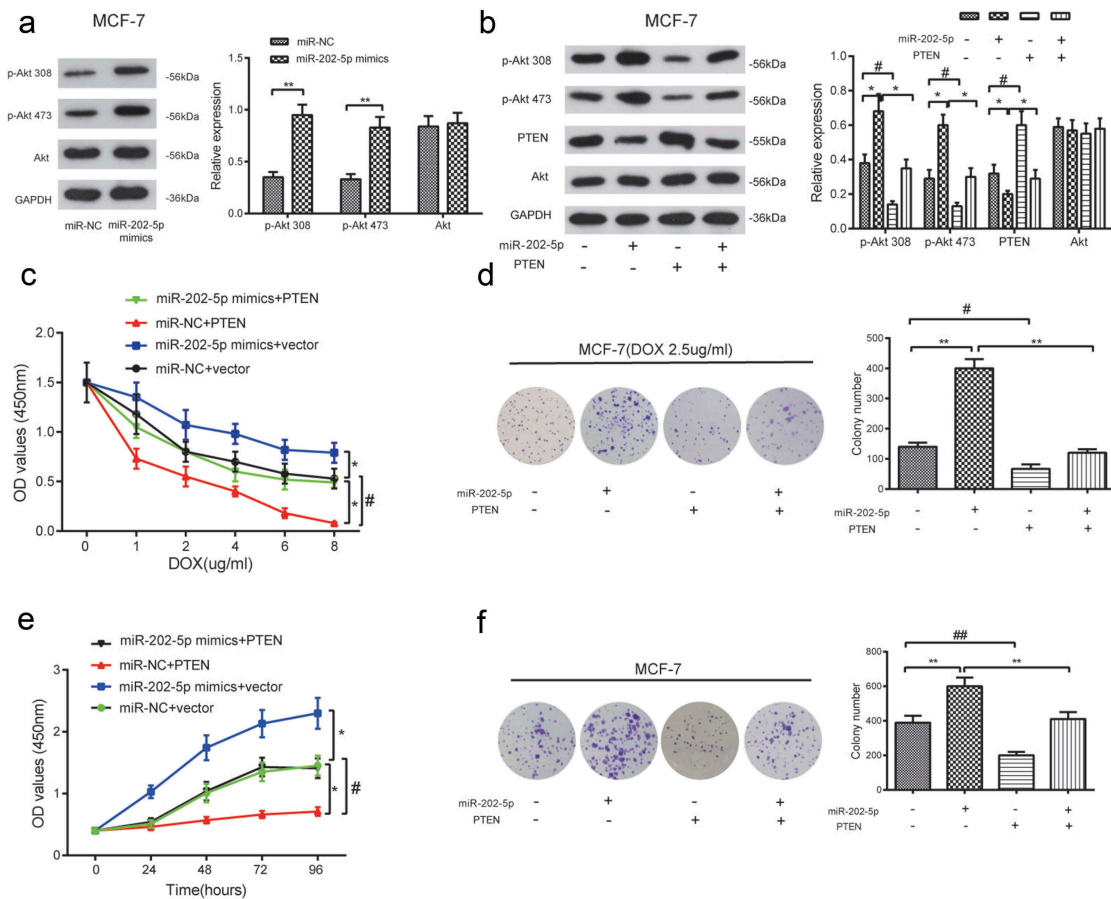 a
MCF-7
p-Akt 308
-56kDa
p-Akt 473
-56kDa
Akt
-56kDa
GAPDH
-36kDa
miR-NC miR-202-5p
mimics
miR-NC
miR-202-5p mimics
Relative expression
1.5
1.0
0.5
0.0
**
**
p-Akt 308 p-Akt 473 Akt
b
MCF-7
p-Akt 308
-56kDa
p-Akt 473
-56kDa
PTEN
-55kDa
Akt
-56kDa
GAPDH
-36kDa
miR-202-5p - + - +
PTEN - - + +
miR-202-5p - + - +
PTEN - - + +
Relative expression
1.0
0.8
0.6
0.4
0.2
0.0
# # #
* * * * * *
p-Akt 308 p-Akt 473 PTEN Akt
c
miR-202-5p mimics+PTEN
miR-NC+PTEN
miR-202-5p mimics+vector
miR-NC+vector
OD values (450nm)
2.0
1.5
1.0
0.5
0.0
*
*
#
0 1 2 4 6 8
DOX(ug/ml)
d
MCF-7(DOX 2.5ug/ml)
miR-202-5p - + - +
PTEN - - + +
Colony number
500
400
300
200
100
0
#
** **
miR-202-5p - + - +
PTEN - - + +
e
miR-202-5p mimics+PTEN
miR-NC+PTEN
miR-202-5p mimics+vector
miR-NC+vector
OD values (450nm)
3
2
1
0
*
*
#
0 24 48 72 96
Time(hours)
f
MCF-7
miR-202-5p - + - +
PTEN - - + +
Colony number
800
600
400
200
0
##
** **
miR-202-5p - + - +
PTEN - - + +